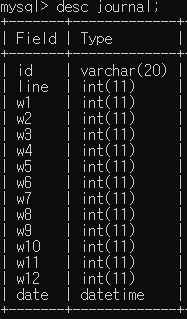 mysql> desc journal;
+-------+-------------+
| Field | Type        |
+-------+-------------+
| id    | varchar(20) |
| line  | int(11)     |
| w1    | int(11)     |
| w2    | int(11)     |
| w3    | int(11)     |
| w4    | int(11)     |
| w5    | int(11)     |
| w6    | int(11)     |
| w7    | int(11)     |
| w8    | int(11)     |
| w9    | int(11)     |
| w10   | int(11)     |
| w11   | int(11)     |
| w12   | int(11)     |
| date  | datetime    |
+-------+-------------+